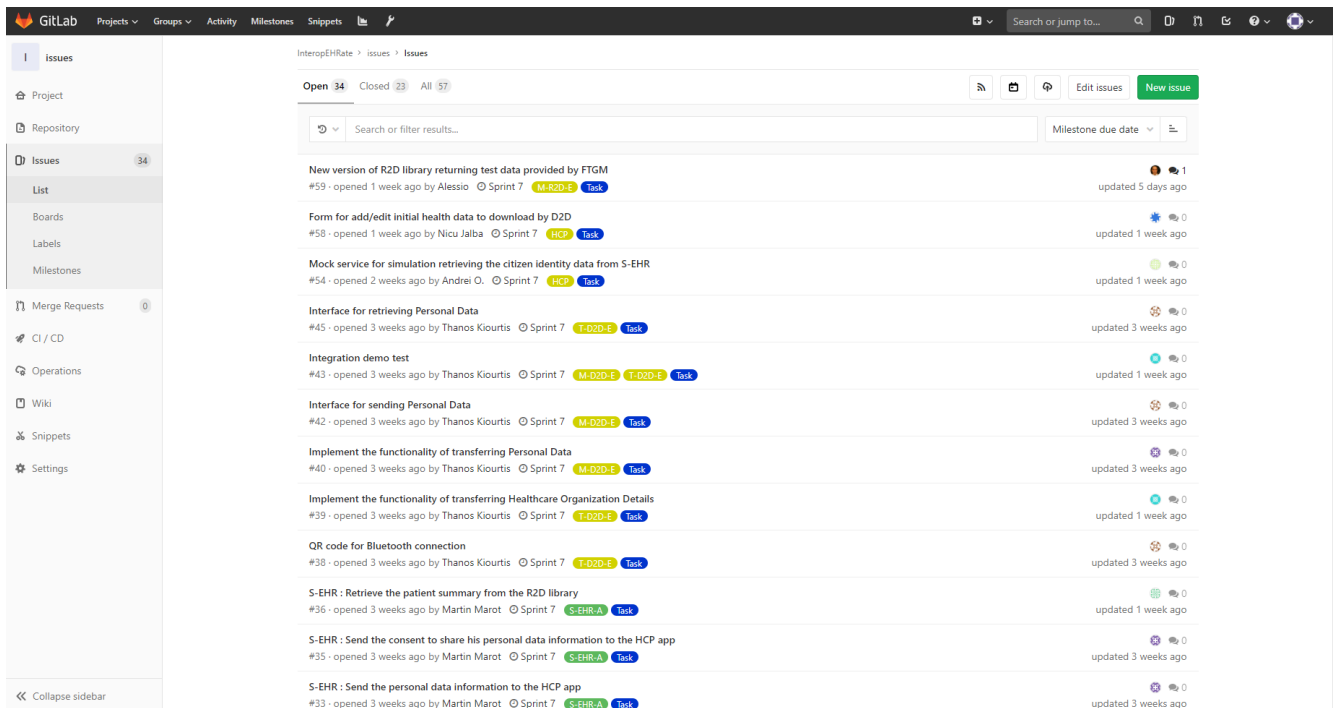 GitLab Projects Groups Activity Milestones Snippets Search or jump to...
I issues
Project
Repository
Issues 34
List
Boards
Labels
Milestones
Merge Requests 0
CI / CD
Operations
Wiki
Snippets
Settings
Collapse sidebar
InteropEHRate > issues > Issues
Open 34 Closed 23 All 57 Edit issues New issue
Search or filter results... Milestone due date
New version of R2D library returning test data provided by FTGM 1
#59 · opened 1 week ago by Alessio Sprint 7 M-R2D-E Task updated 5 days ago
Form for add/edit initial health data to download by D2D 0
#58 · opened 1 week ago by Nicu Jalba Sprint 7 HCP Task updated 1 week ago
Mock service for simulation retrieving the citizen identity data from S-EHR 0
#54 · opened 2 weeks ago by Andrei O. Sprint 7 HCP Task updated 1 week ago
Interface for retrieving Personal Data 0
#45 · opened 3 weeks ago by Thanos Kiourtis Sprint 7 T-D2D-E Task updated 3 weeks ago
Integration demo test 0
#43 · opened 3 weeks ago by Thanos Kiourtis Sprint 7 M-D2D-E T-D2D-E Task updated 1 week ago
Interface for sending Personal Data 0
#42 · opened 3 weeks ago by Thanos Kiourtis Sprint 7 M-D2D-E Task updated 3 weeks ago
Implement the functionality of transferring Personal Data 0
#40 · opened 3 weeks ago by Thanos Kiourtis Sprint 7 M-D2D-E Task updated 3 weeks ago
Implement the functionality of transferring Healthcare Organization Details 0
#39 · opened 3 weeks ago by Thanos Kiourtis Sprint 7 T-D2D-E Task updated 1 week ago
QR code for Bluetooth connection 0
#38 · opened 3 weeks ago by Thanos Kiourtis Sprint 7 T-D2D-E Task updated 3 weeks ago
S-EHR : Retrieve the patient summary from the R2D library 0
#36 · opened 3 weeks ago by Martin Marot Sprint 7 S-EHR-A Task updated 1 week ago
S-EHR : Send the consent to share his personal data information to the HCP app 0
#35 · opened 3 weeks ago by Martin Marot Sprint 7 S-EHR-A Task updated 3 weeks ago
S-EHR : Send the personal data information to the HCP app 0
#33 · opened 3 weeks ago by Martin Marot Sprint 7 S-EHR-A Task updated 3 weeks ago